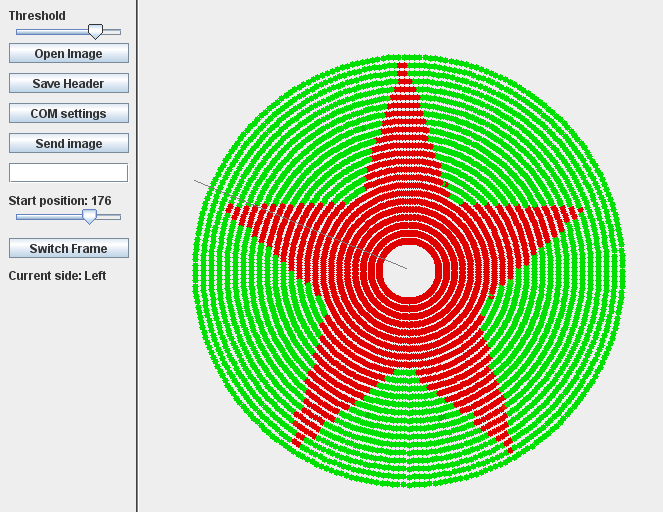 Threshold
Open Image
Save Header
COM settings
Send image
Start position: 176
Switch Frame
Current side: Left